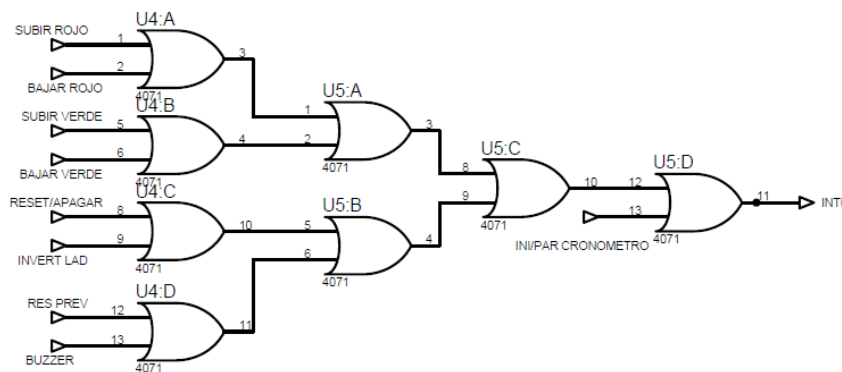 U4:A
SUBIR ROJO
1
3
2
BAJAR ROJO
4071
U4:B
SUBIR VERDE
5
4
6
BAJAR VERDE
4071
U4:C
RESET/APAGAR
8
10
9
INVERT LAD
4071
U4:D
RES PREV
12
11
13
BUZZER
4071
U5:A
1
3
2
4071
U5:B
5
4
6
4071
U5:C
8
10
9
4071
U5:D
12
11
13
INI/PAR CRONOMETRO
4071